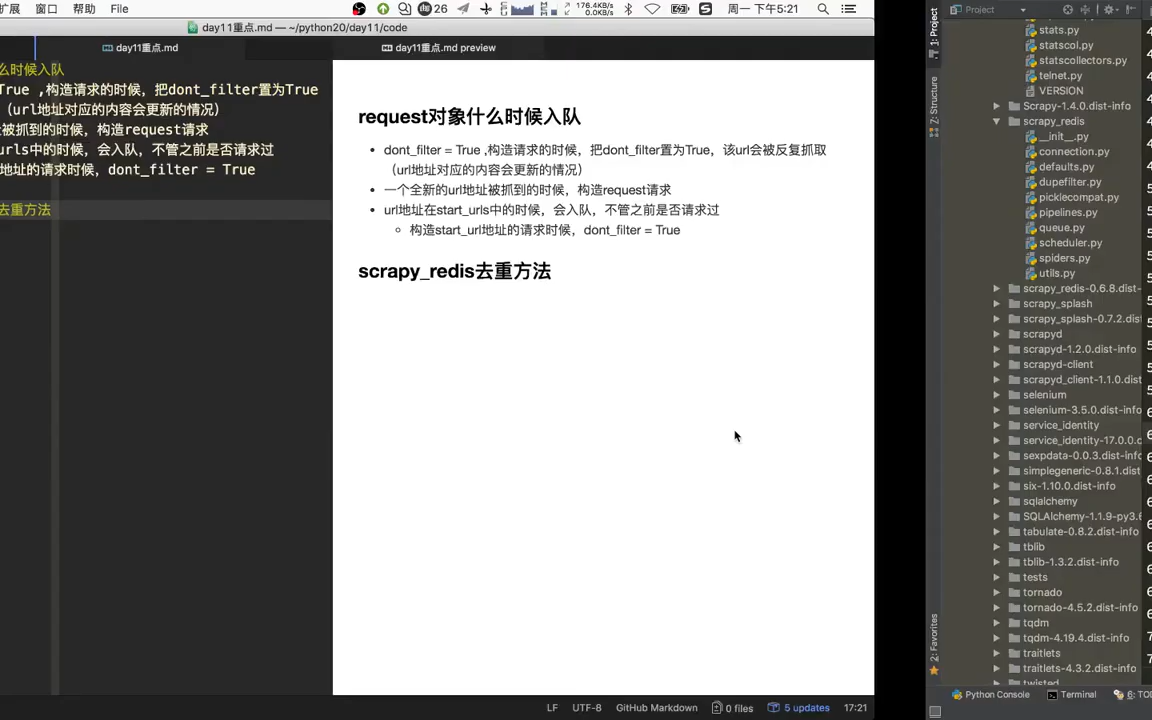 扩展 窗口 帮助 File 26 176.4KB/s 0.0KB/s 周一 下午5:21
day11重点.md — ~/python20/day11/code
day11重点.md
day11重点.md preview
么时候入队
True ,构造请求的时候，把dont_filter置为True
（url地址对应的内容会更新的情况）
被抓到的时候，构造request请求
urls中的时候，会入队，不管之前是否请求过
地址的请求时候，dont_filter = True
去重方法
request对象什么时候入队
dont_filter = True ,构造请求的时候，把dont_filter置为True，该url会被反复抓取
（url地址对应的内容会更新的情况）
一个全新的url地址被抓到的时候，构造request请求
url地址在start_urls中的时候，会入队，不管之前是否请求过
构造start_url地址的请求时候，dont_filter = True
scrapy_redis去重方法
LF UTF-8 GitHub Markdown 0 files 5 updates 17:21
1: Project
Z: Structure
2: Favorites
Project
stats.py
statscol.py
statscollectors.py
telnet.py
VERSION
Scrapy-1.4.0.dist-info
scrapy_redis
__init__.py
connection.py
defaults.py
dupefilter.py
picklecompat.py
pipelines.py
queue.py
scheduler.py
spiders.py
utils.py
scrapy_redis-0.6.8.dist-
scrapy_splash
scrapy_splash-0.7.2.dist
scrapyd
scrapyd-1.2.0.dist-info
scrapyd-client
scrapyd_client-1.1.0.dist
selenium
selenium-3.5.0.dist-info
service_identity
service_identity-17.0.0.d
sexpdata-0.0.3.dist-info
simplegeneric-0.8.1.dist
six-1.10.0.dist-info
sqlalchemy
SQLAlchemy-1.1.9-py3.6
tabulate-0.8.2.dist-info
tblib
tblib-1.3.2.dist-info
tests
tornado
tornado-4.5.2.dist-info
tqdm
tqdm-4.19.4.dist-info
traitlets
traitlets-4.3.2.dist-info
twisted
Python Console Terminal 6: TO